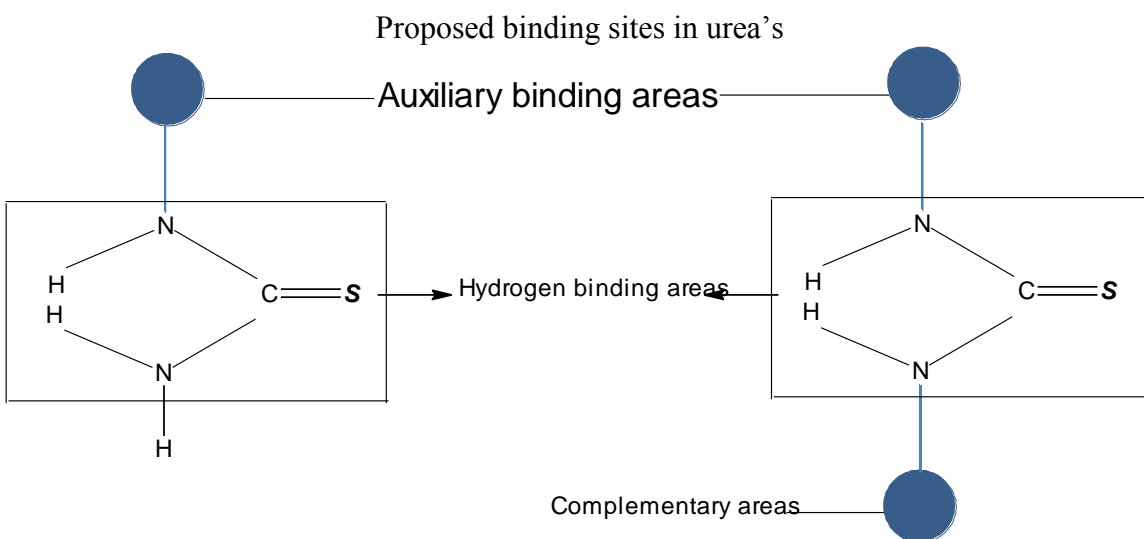 Proposed binding sites in urea's
Auxiliary binding areas
N N
H H
C S Hydrogen binding areas C S
H H
N N
H
Complementary areas